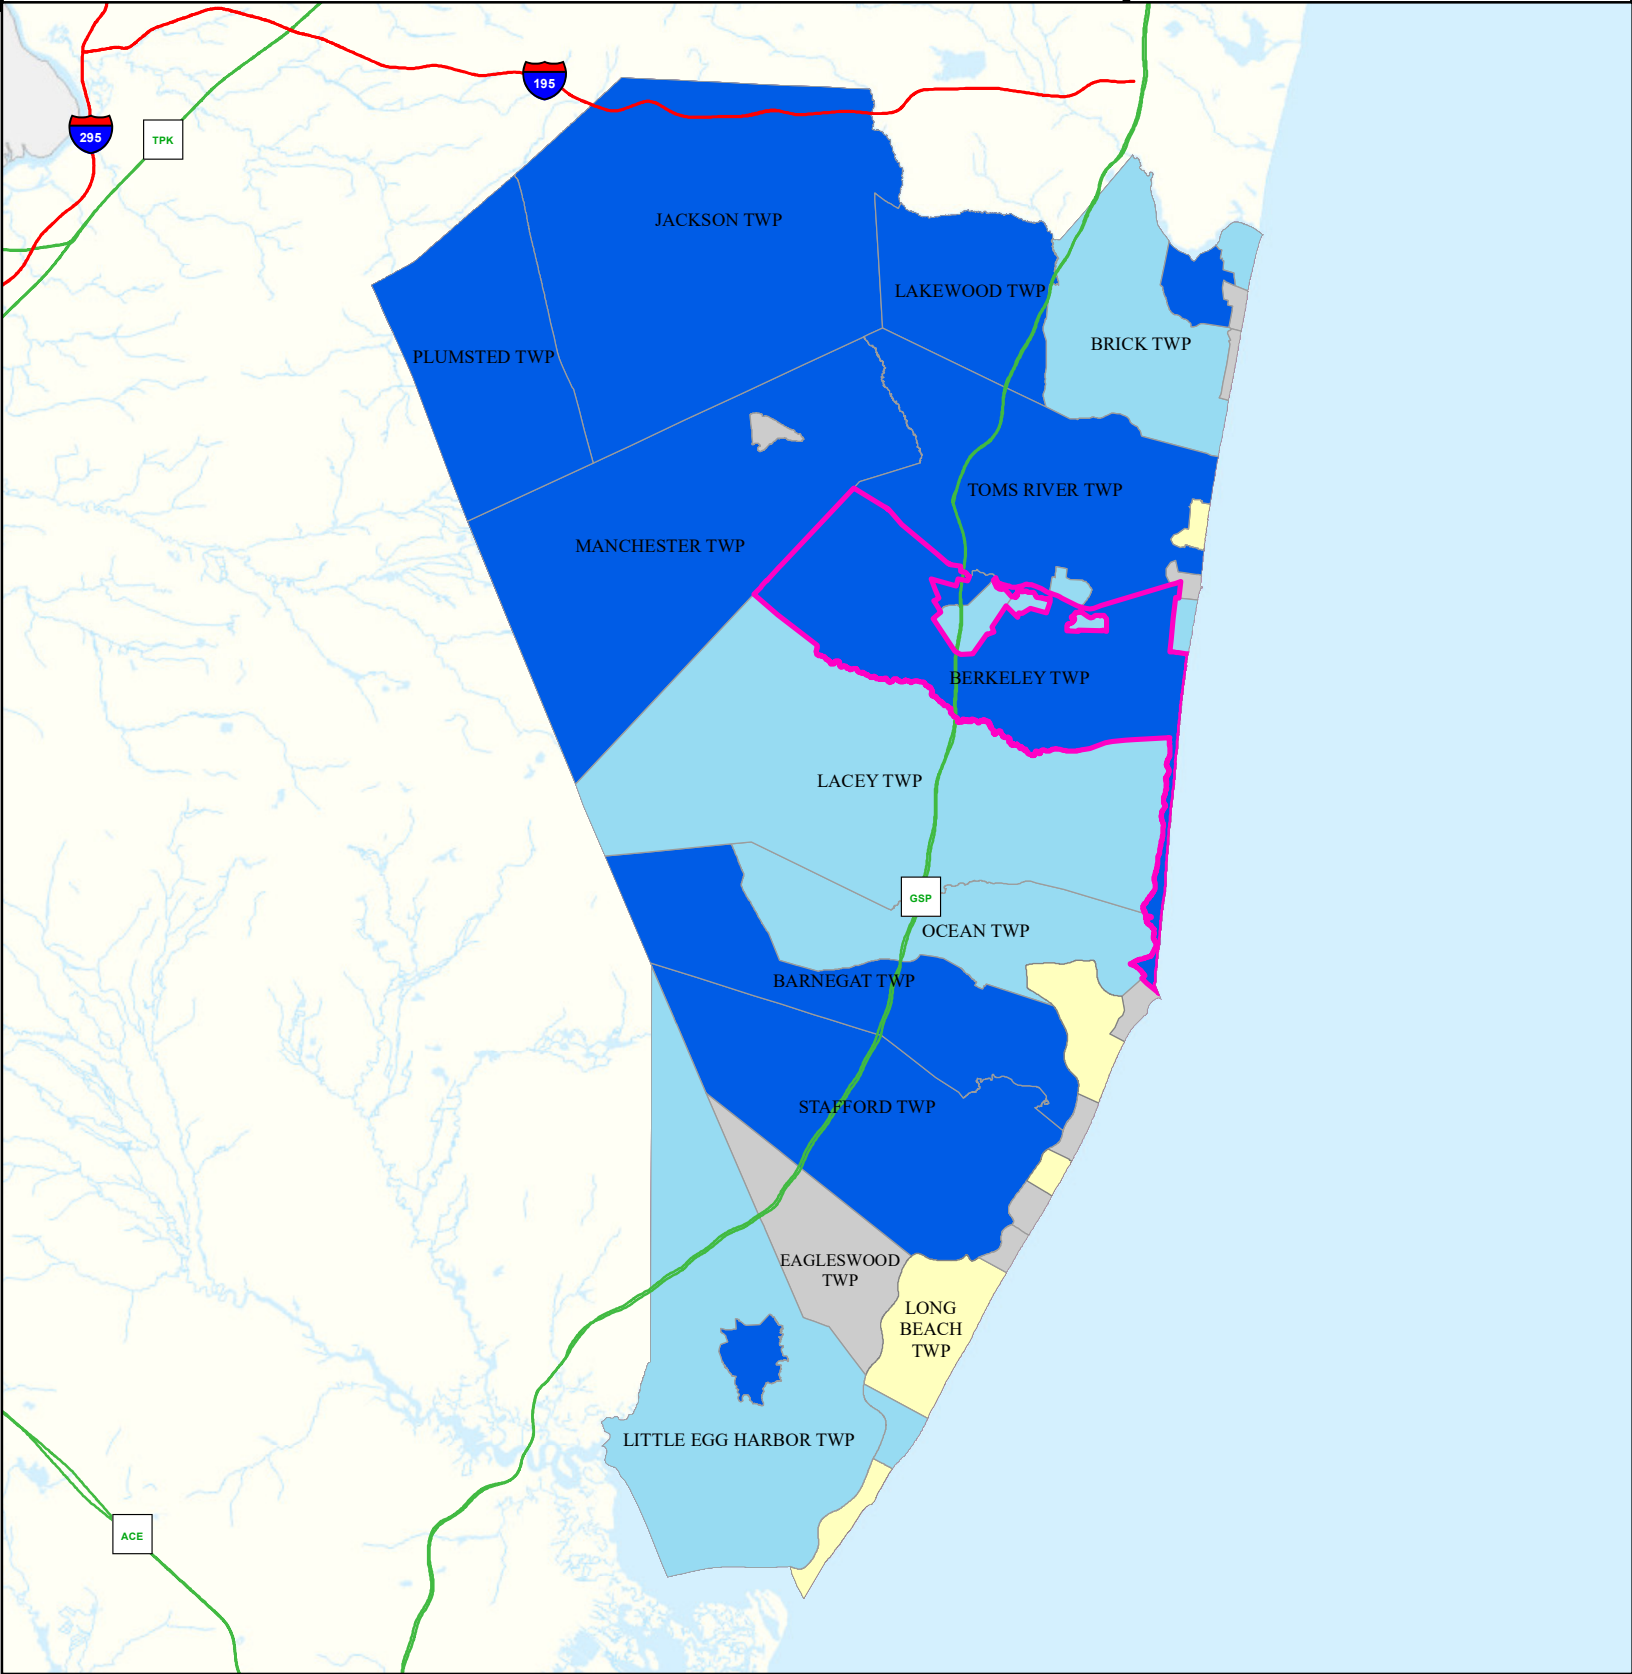 195
295
TPK
JACKSON TWP
LAKEWOOD TWP
BRICK TWP
PLUMSTED TWP
TOMS RIVER TWP
MANCHESTER TWP
BERKELEY TWP
LACEY TWP
GSP
OCEAN TWP
BARNEGAT TWP
STAFFORD TWP
EAGLESWOOD
TWP
LONG
BEACH
TWP
LITTLE EGG HARBOR TWP
ACE